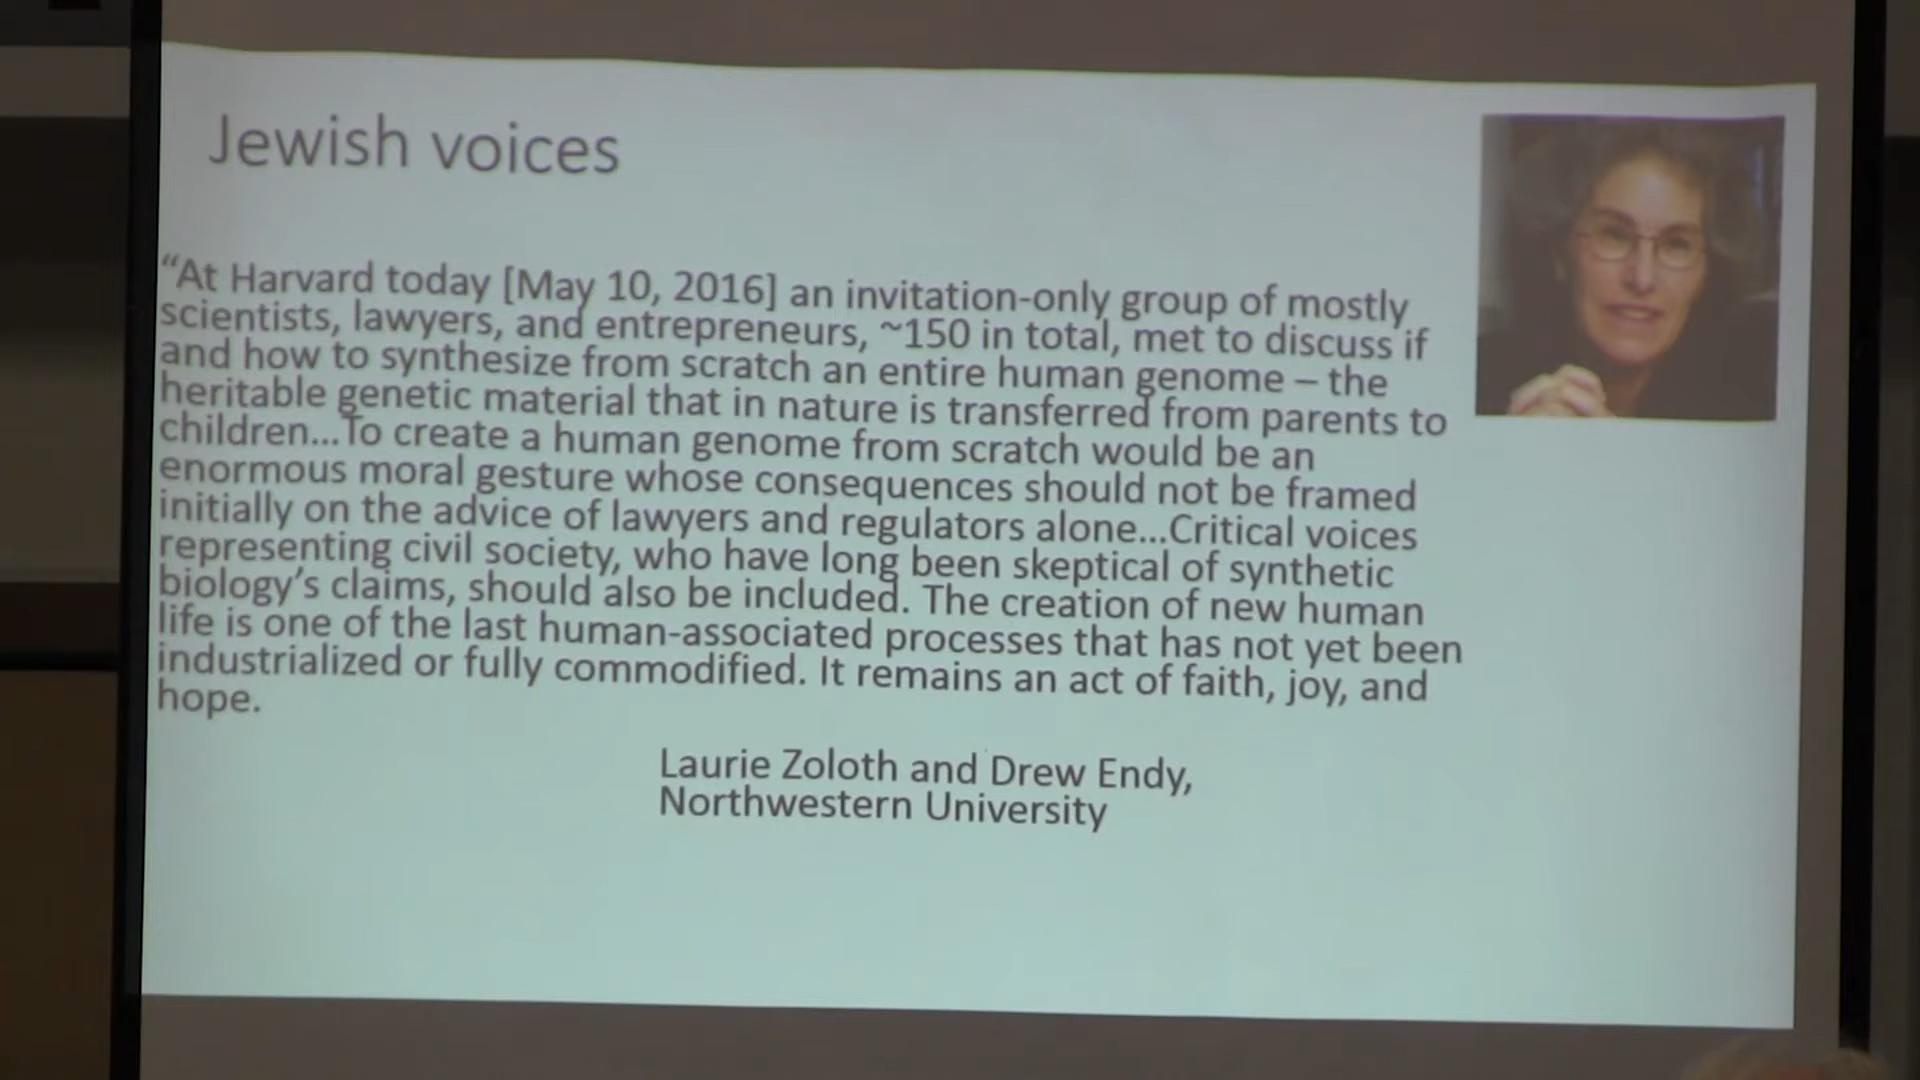 Jewish voices
“At Harvard today [May 10, 2016] an invitation-only group of mostly
scientists, lawyers, and entrepreneurs, ~150 in total, met to discuss if
and how to synthesize from scratch an entire human genome – the
heritable genetic material that in nature is transferred from parents to
children...To create a human genome from scratch would be an
enormous moral gesture whose consequences should not be framed
initially on the advice of lawyers and regulators alone...Critical voices
representing civil society, who have long been skeptical of synthetic
biology’s claims, should also be included. The creation of new human
life is one of the last human-associated processes that has not yet been
industrialized or fully commodified. It remains an act of faith, joy, and
hope.
Laurie Zoloth and Drew Endy,
Northwestern University